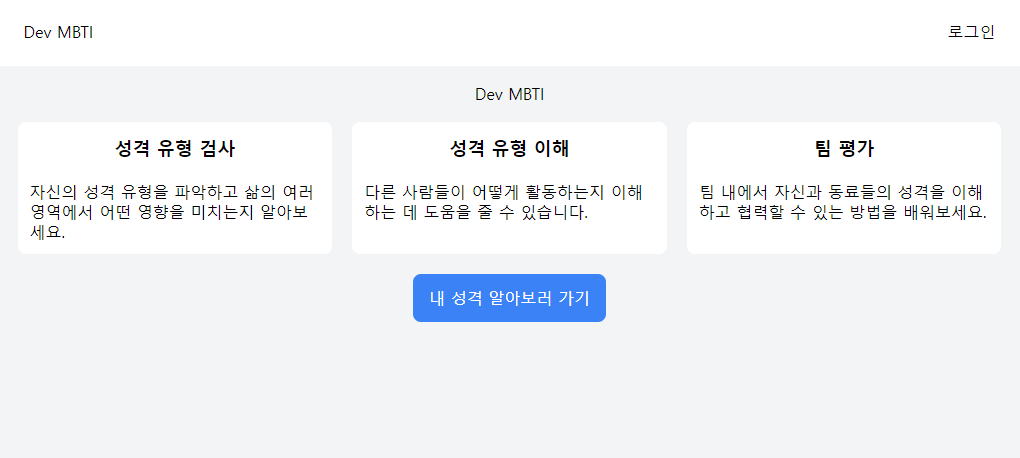 Dev MBTI
로그인
Dev MBTI
성격 유형 검사
자신의 성격 유형을 파악하고 삶의 여러
영역에서 어떤 영향을 미치는지 알아보
세요.
성격 유형 이해
다른 사람들이 어떻게 활동하는지 이해
하는 데 도움을 줄 수 있습니다.
팀 평가
팀 내에서 자신과 동료들의 성격을 이해
하고 협력할 수 있는 방법을 배워보세요.
내 성격 알아보러 가기